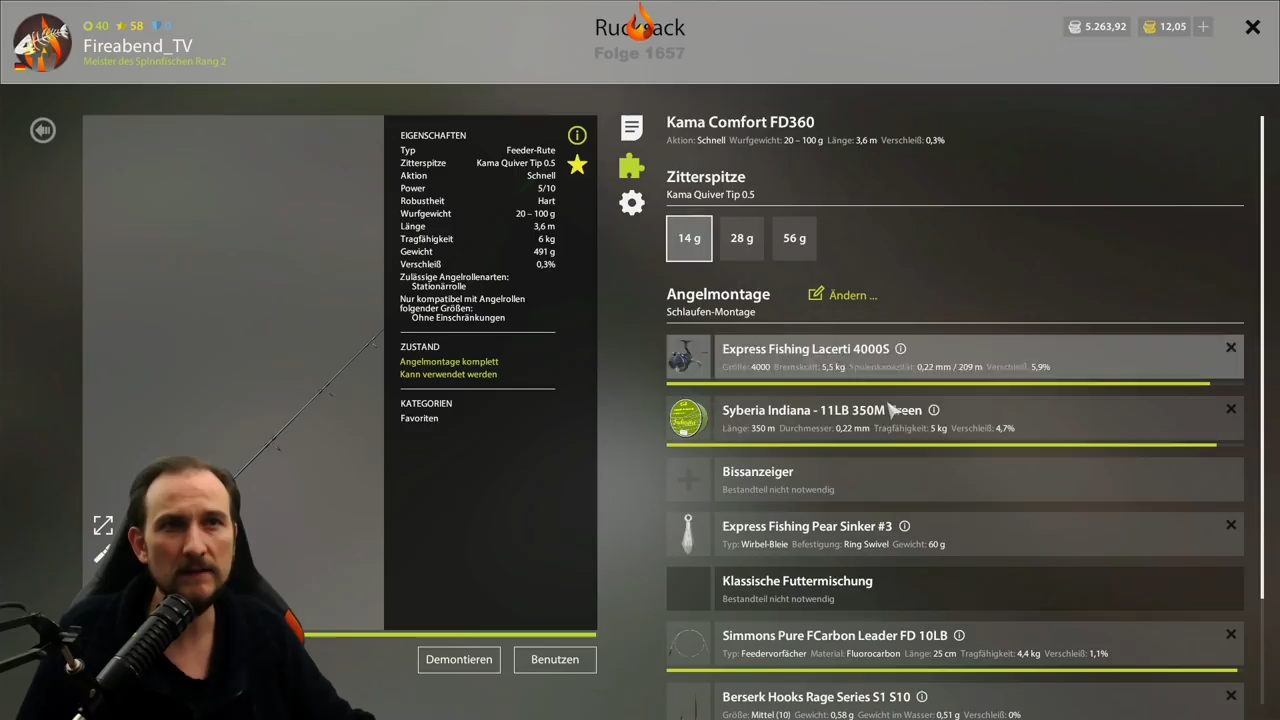 40 58 0
Fireabend_TV
Meister des Spinnfischen Rang 2
Rucksack
Folge 1657
5.263,92 12,05
EIGENSCHAFTEN
Typ Feeder-Rute
Zitterspitze Kama Quiver Tip 0.5
Aktion Schnell
Power 5/10
Robustheit Hart
Wurfgewicht 20 – 100 g
Länge 3,6 m
Tragfähigkeit 6 kg
Gewicht 491 g
Verschleiß 0,3%
Zulässige Angelrollenarten:
Stationärrolle
Nur kompatibel mit Angelrollen
folgender Größen:
Ohne Einschränkungen
ZUSTAND
Angelmontage komplett
Kann verwendet werden
KATEGORIEN
Favoriten
Demontieren Benutzen
Kama Comfort FD360
Aktion: Schnell Wurfgewicht: 20 – 100 g Länge: 3,6 m Verschleiß: 0,3%
Zitterspitze
Kama Quiver Tip 0.5
14 g 28 g 56 g
Angelmontage Ändern ...
Schlaufen-Montage
Express Fishing Lacerti 4000S
Größe: 4000 Bremskraft: 5,5 kg Spulenkapazität: 0,22 mm / 209 m Verschleiß: 5,9%
Syberia Indiana - 11LB 350M
Länge: 350 m Durchmesser: 0,22 mm Tragfähigkeit: 5 kg Verschleiß: 4,7%
Bissanzeiger
Bestandteil nicht notwendig
Express Fishing Pear Sinker #3
Typ: Wirbel-Bleie Befestigung: Ring Swivel Gewicht: 60 g
Klassische Futtermischung
Bestandteil nicht notwendig
Simmons Pure FCarbon Leader FD 10LB
Typ: Feedervorfächer Material: Fluorocarbon Länge: 25 cm Tragfähigkeit: 4,4 kg Verschleiß: 1,1%
Berserk Hooks Rage Series S1 S10
Größe: Mittel (10) Gewicht: 0,58 g Gewicht im Wasser: 0,51 g Verschleiß: 0%